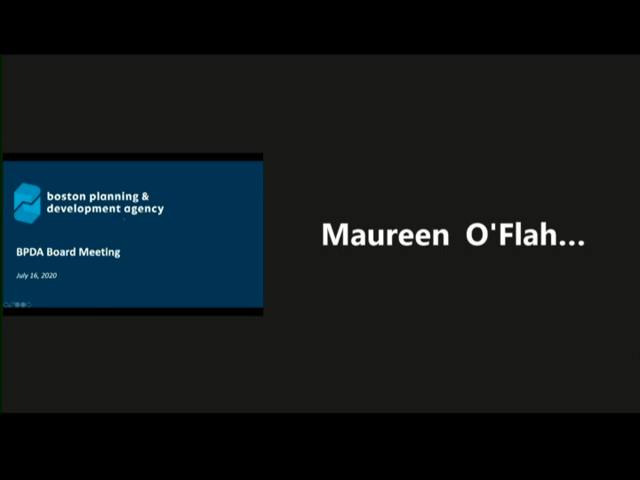 boston planning &
development agency
BPDA Board Meeting
July 16, 2020
Maureen O'Flah...